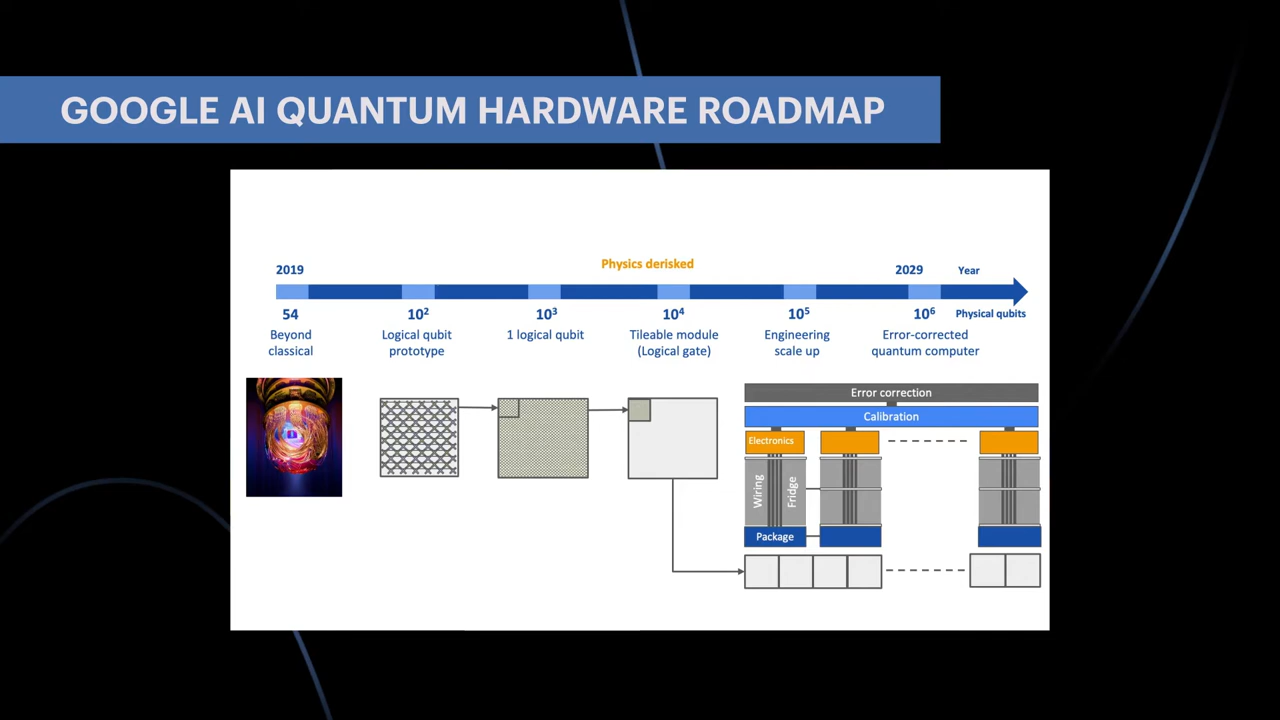 GOOGLE AI QUANTUM HARDWARE ROADMAP
2019
Physics derisked
2029
Year
54
10²
10³
10⁴
10⁵
10⁶
Physical qubits
Beyond
classical
Logical qubit
prototype
1 logical qubit
Tileable module
(Logical gate)
Engineering
scale up
Error-corrected
quantum computer
Error correction
Calibration
Electronics
Wiring
Fridge
Package